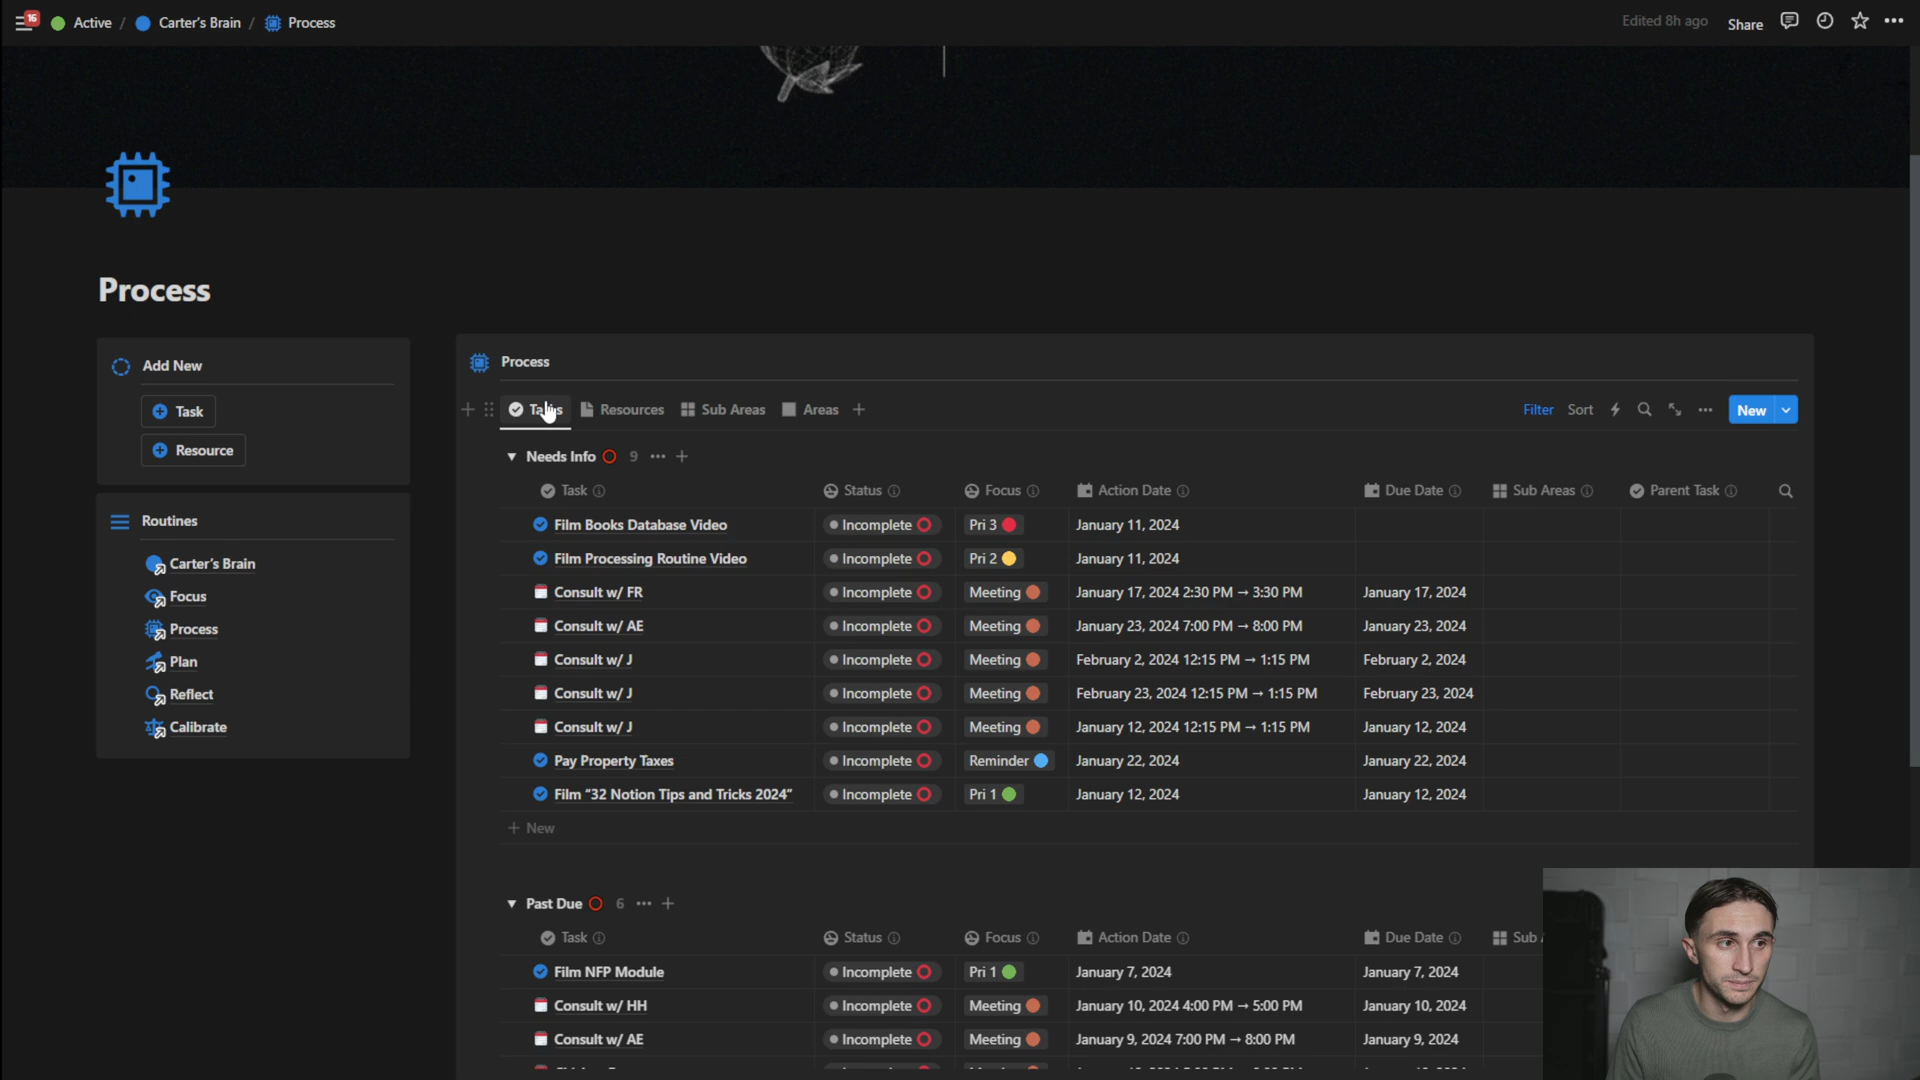 16 Active / Carter's Brain / Process
Edited 8h ago Share
Process
Add New
Task
Resource
Routines
Carter's Brain
Focus
Process
Plan
Reflect
Calibrate
Process
Tasks Resources Sub Areas Areas
Filter Sort New
Needs Info 9
Task Status Focus Action Date Due Date Sub Areas Parent Task
Film Books Database Video Incomplete Pri 3 January 11, 2024
Film Processing Routine Video Incomplete Pri 2 January 11, 2024
Consult w/ FR Incomplete Meeting January 17, 2024 2:30 PM → 3:30 PM January 17, 2024
Consult w/ AE Incomplete Meeting January 23, 2024 7:00 PM → 8:00 PM January 23, 2024
Consult w/ J Incomplete Meeting February 2, 2024 12:15 PM → 1:15 PM February 2, 2024
Consult w/ J Incomplete Meeting February 23, 2024 12:15 PM → 1:15 PM February 23, 2024
Consult w/ J Incomplete Meeting January 12, 2024 12:15 PM → 1:15 PM January 12, 2024
Pay Property Taxes Incomplete Reminder January 22, 2024 January 22, 2024
Film “32 Notion Tips and Tricks 2024” Incomplete Pri 1 January 12, 2024 January 12, 2024
New
Past Due 6
Task Status Focus Action Date Due Date Sub
Film NFP Module Incomplete Pri 1 January 7, 2024 January 7, 2024
Consult w/ HH Incomplete Meeting January 10, 2024 4:00 PM → 5:00 PM January 10, 2024
Consult w/ AE Incomplete Meeting January 9, 2024 7:00 PM → 8:00 PM January 9, 2024